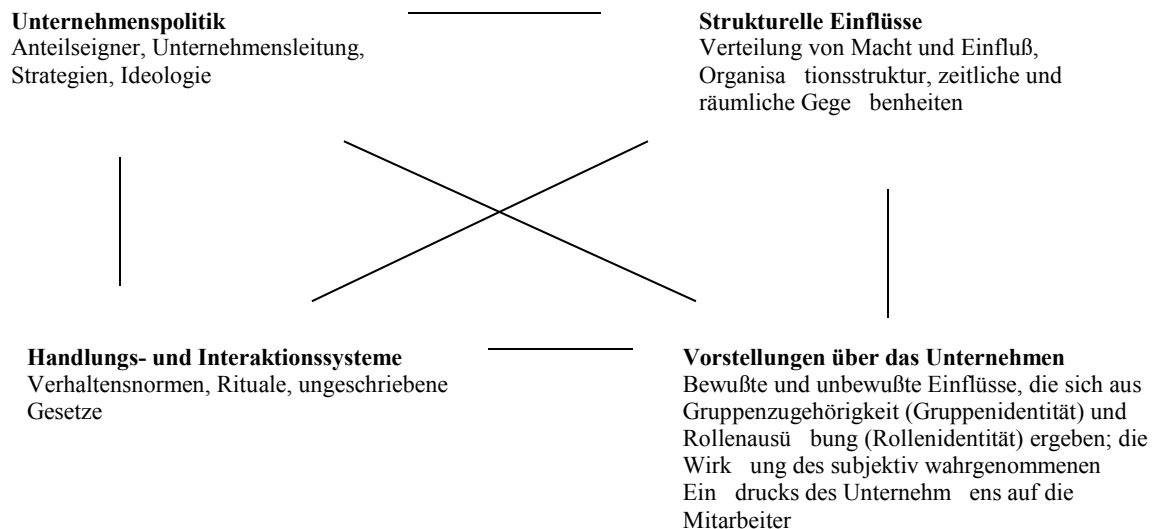 Unternehmenspolitik
Anteilseigner, Unternehmensleitung,
Strategien, Ideologie
Strukturelle Einflüsse
Verteilung von Macht und Einfluß,
Organisa tionsstruktur, zeitliche und
räumliche Gege benheiten
Handlungs- und Interaktionssysteme
Verhaltensnormen, Rituale, ungeschriebene
Gesetze
Vorstellungen über das Unternehmen
Bewußte und unbewußte Einflüsse, die sich aus
Gruppenzugehörigkeit (Gruppenidentität) und
Rollenausü bung (Rollenidentität) ergeben; die
Wirk ung des subjektiv wahrgenommenen
Ein drucks des Unternehm ens auf die
Mitarbeiter